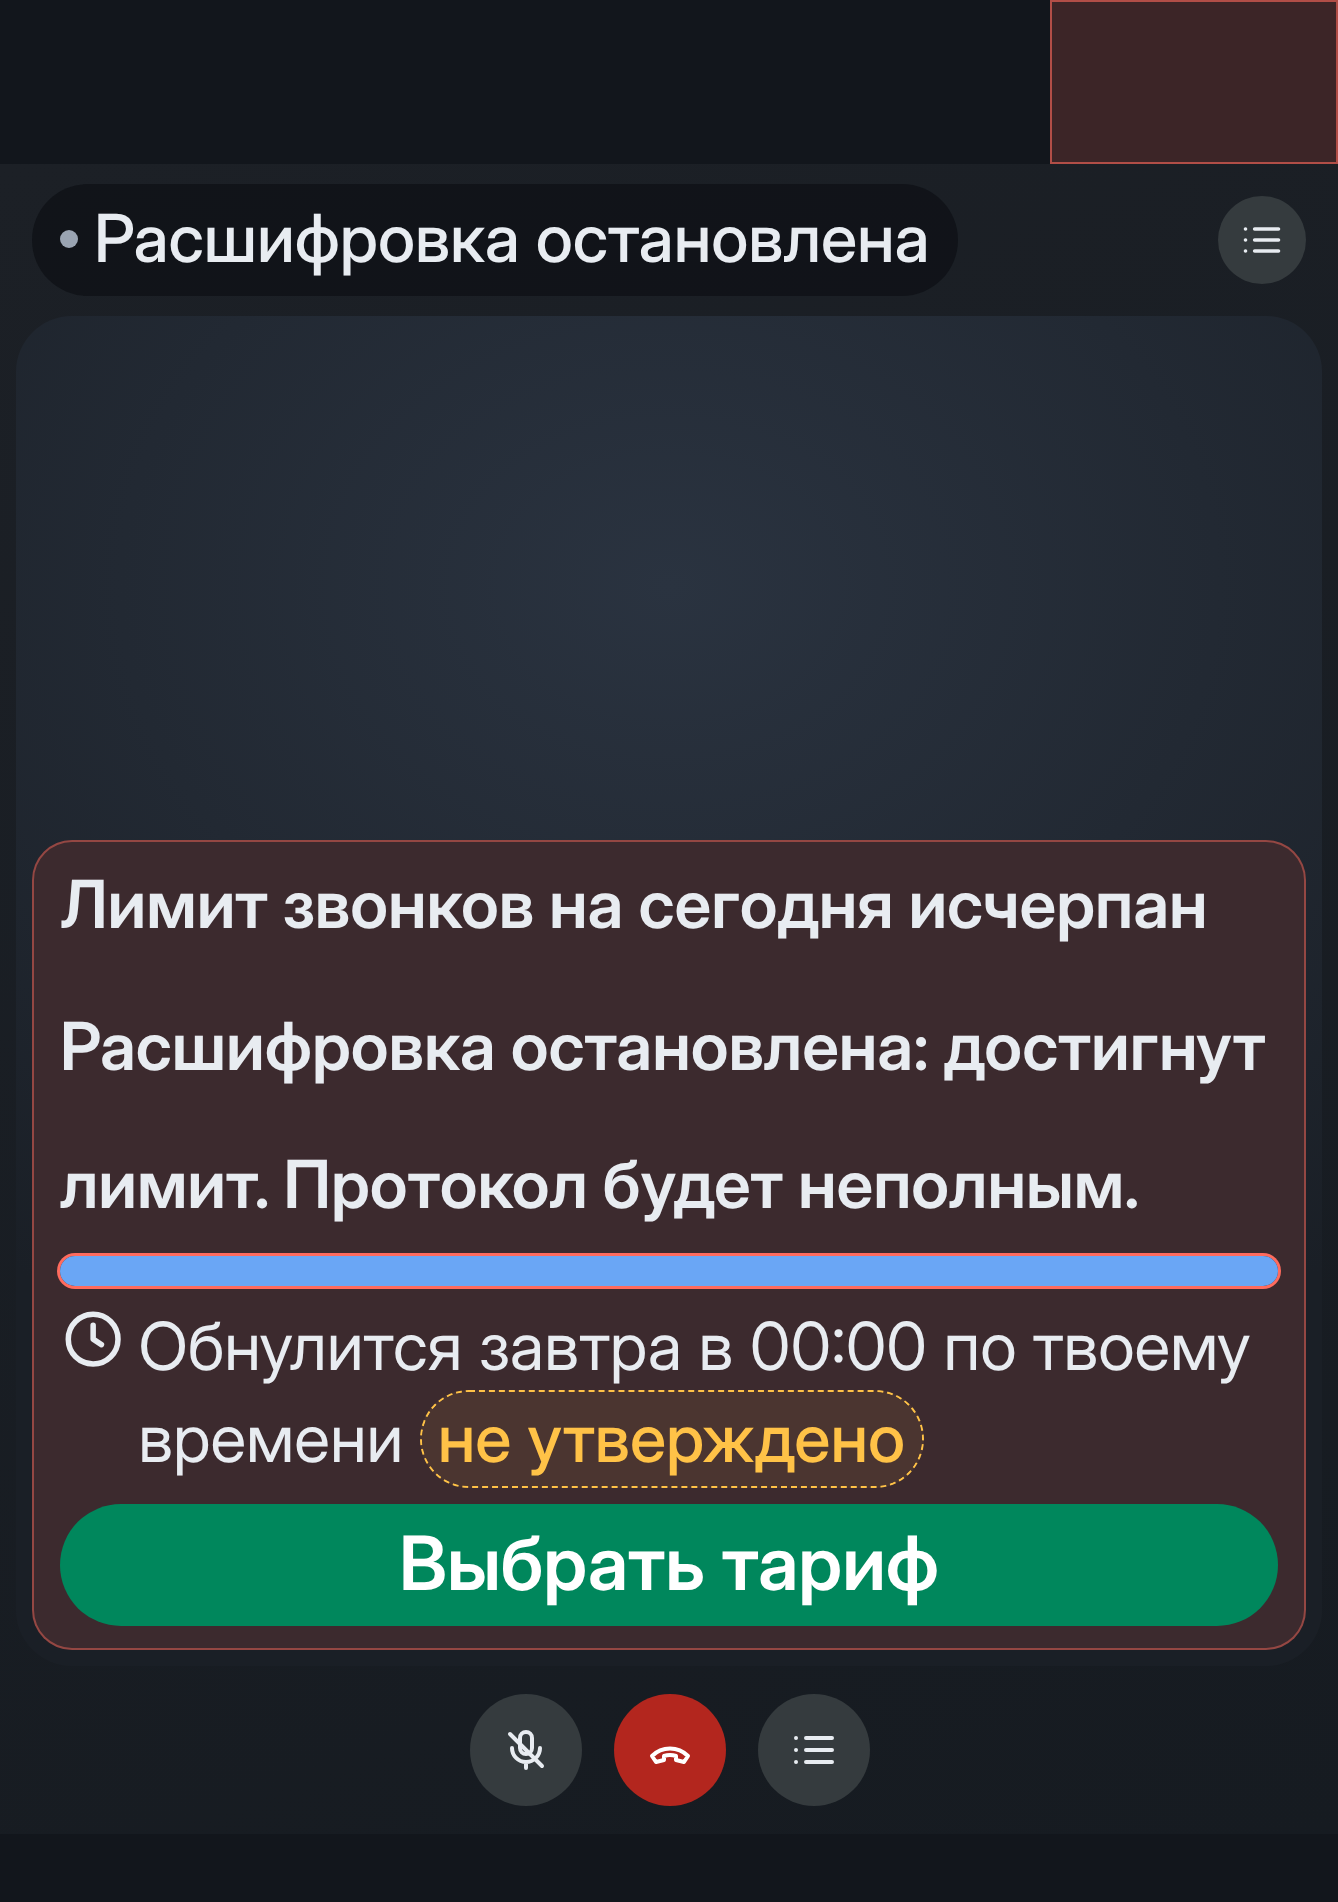 Расшифровка остановлена
Лимит звонков на сегодня исчерпан
Расшифровка остановлена: достигнут
лимит. Протокол будет неполным.
Обнулится завтра в 00:00 по твоему
времени не утверждено
Выбрать тариф